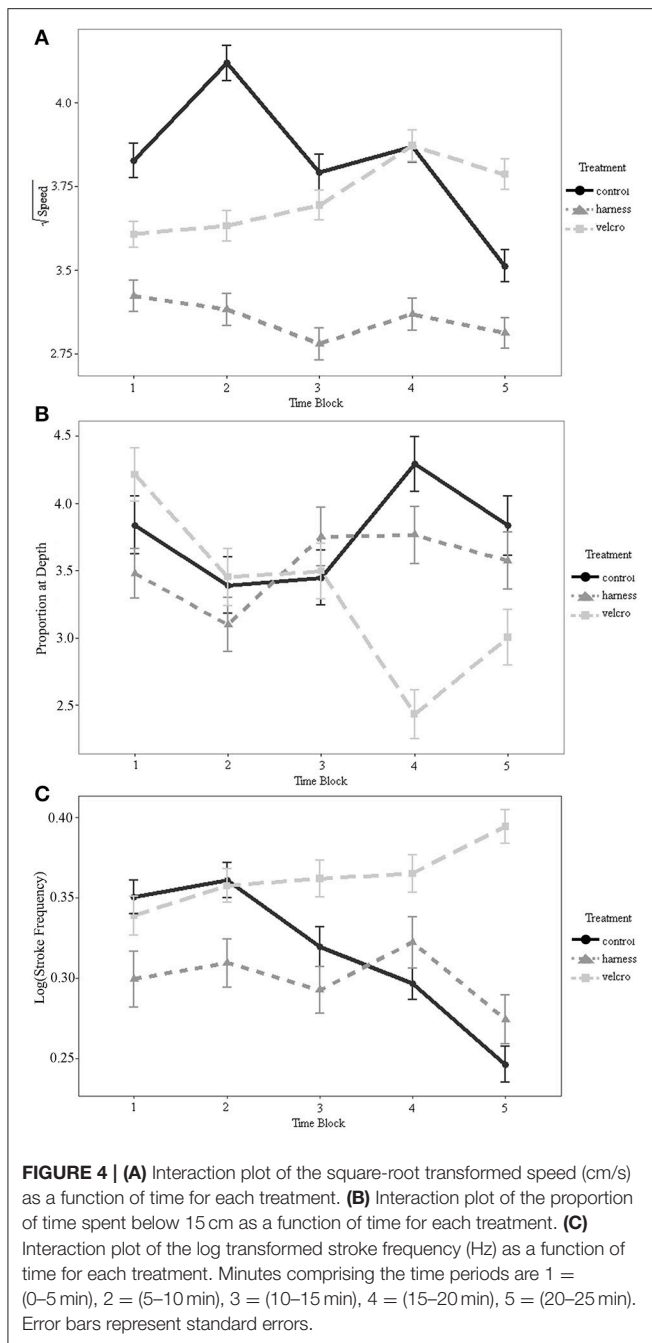 A
4.0
3.75
3.5
2.75
√Speed
1 2 3 4 5
Time Block
Treatment
control
harness
velcro
B
4.5
4.0
3.5
3.0
2.5
Proportion at Depth
1 2 3 4 5
Time Block
Treatment
control
harness
velcro
C
0.40
0.35
0.30
0.25
Log(Stroke Frequency)
1 2 3 4 5
Time Block
Treatment
control
harness
velcro
FIGURE 4 | (A) Interaction plot of the square-root transformed speed (cm/s)
as a function of time for each treatment. (B) Interaction plot of the proportion
of time spent below 15 cm as a function of time for each treatment. (C)
Interaction plot of the log transformed stroke frequency (Hz) as a function of
time for each treatment. Minutes comprising the time periods are 1 =
(0–5 min), 2 = (5–10 min), 3 = (10–15 min), 4 = (15–20 min), 5 = (20–25 min).
Error bars represent standard errors.